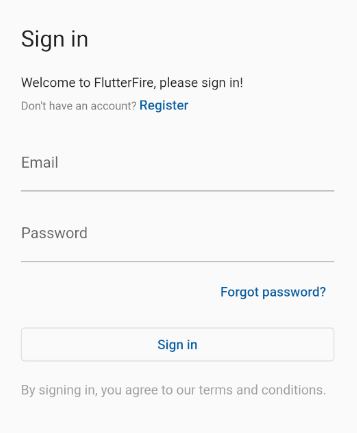 Sign in
Welcome to FlutterFire, please sign in!
Don't have an account? Register
Email
Password
Forgot password?
Sign in
By signing in, you agree to our terms and conditions.